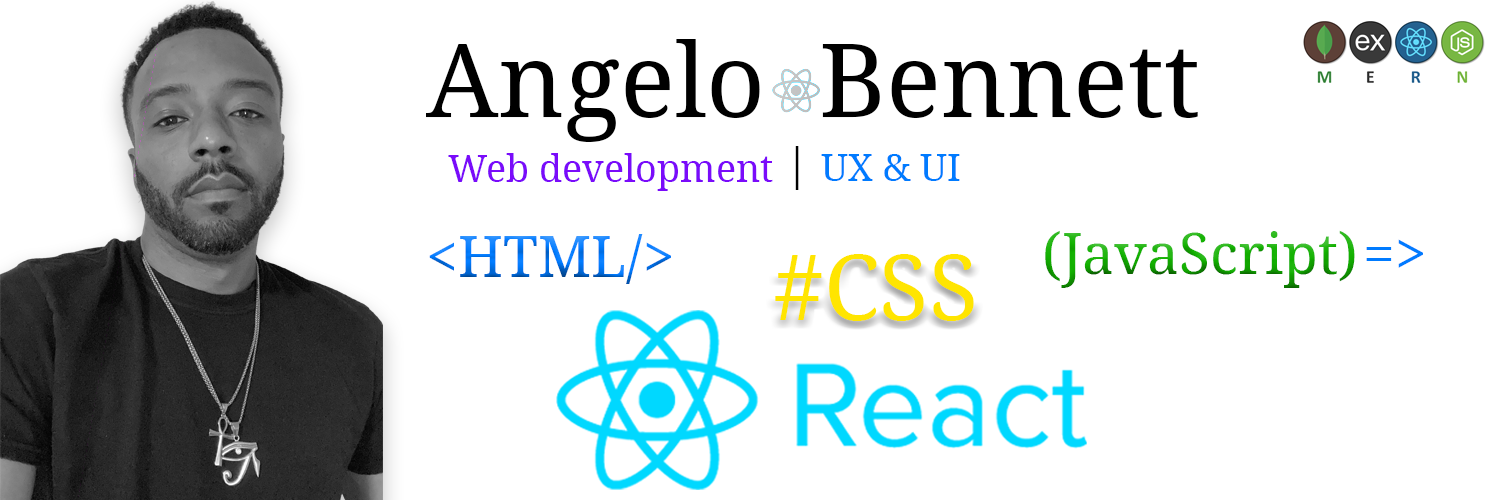 Angelo Bennett
ex JS
M E R N
Web development | UX & UI
<HTML/>
#CSS
(JavaScript) =>
React